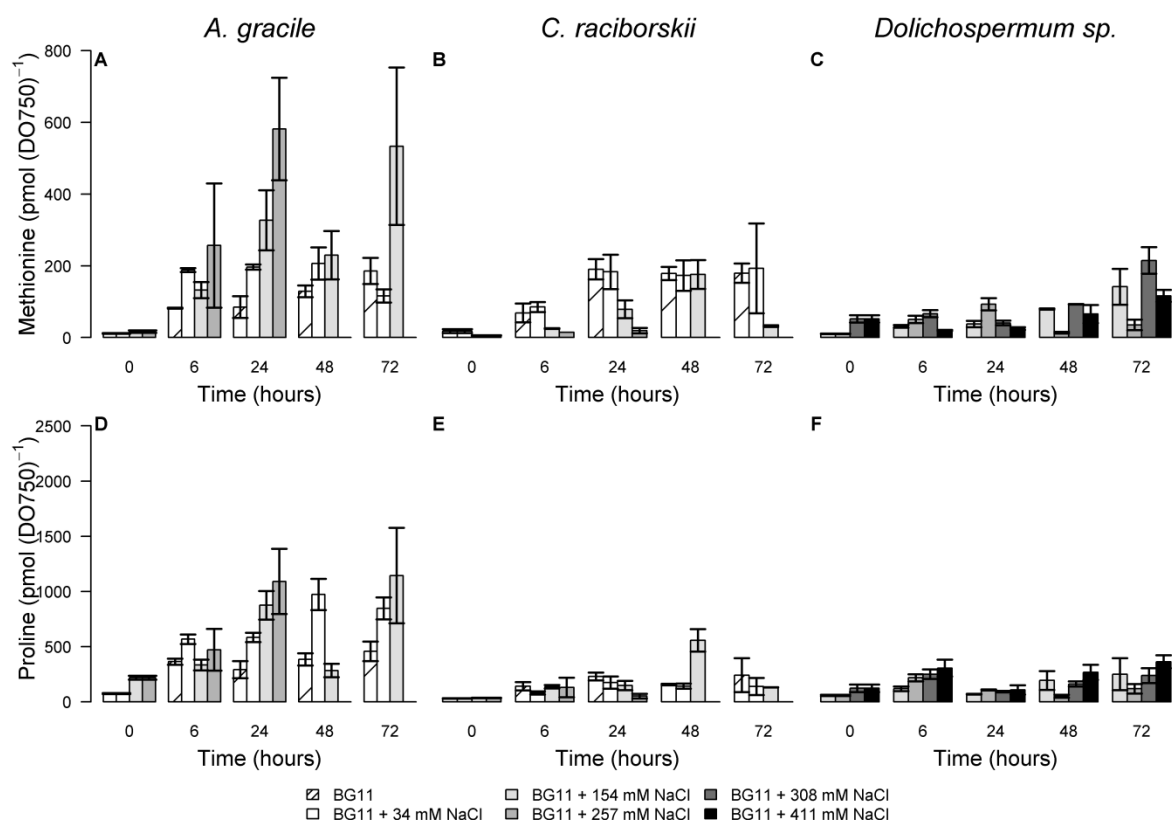 A. gracile C. raciborskii Dolichospermum sp.
A B C
Methionine (pmol (DO750)⁻¹)
800
600
400
200
0
0 6 24 48 72 0 6 24 48 72 0 6 24 48 72
Time (hours) Time (hours) Time (hours)
D E F
Proline (pmol (DO750)⁻¹)
2500
2000
1500
1000
500
0
0 6 24 48 72 0 6 24 48 72 0 6 24 48 72
Time (hours) Time (hours) Time (hours)
BG11 BG11 + 154 mM NaCl BG11 + 308 mM NaCl
BG11 + 34 mM NaCl BG11 + 257 mM NaCl BG11 + 411 mM NaCl